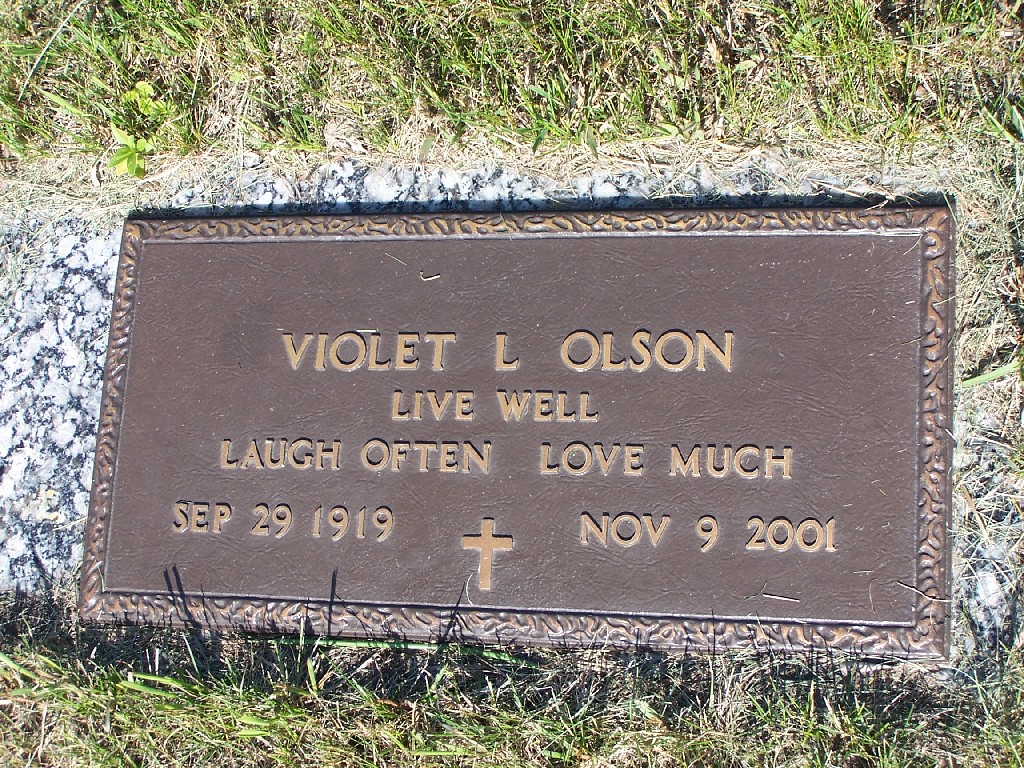 VIOLET L OLSON
LIVE WELL
LAUGH OFTEN LOVE MUCH
SEP 29 1919 NOV 9 2001